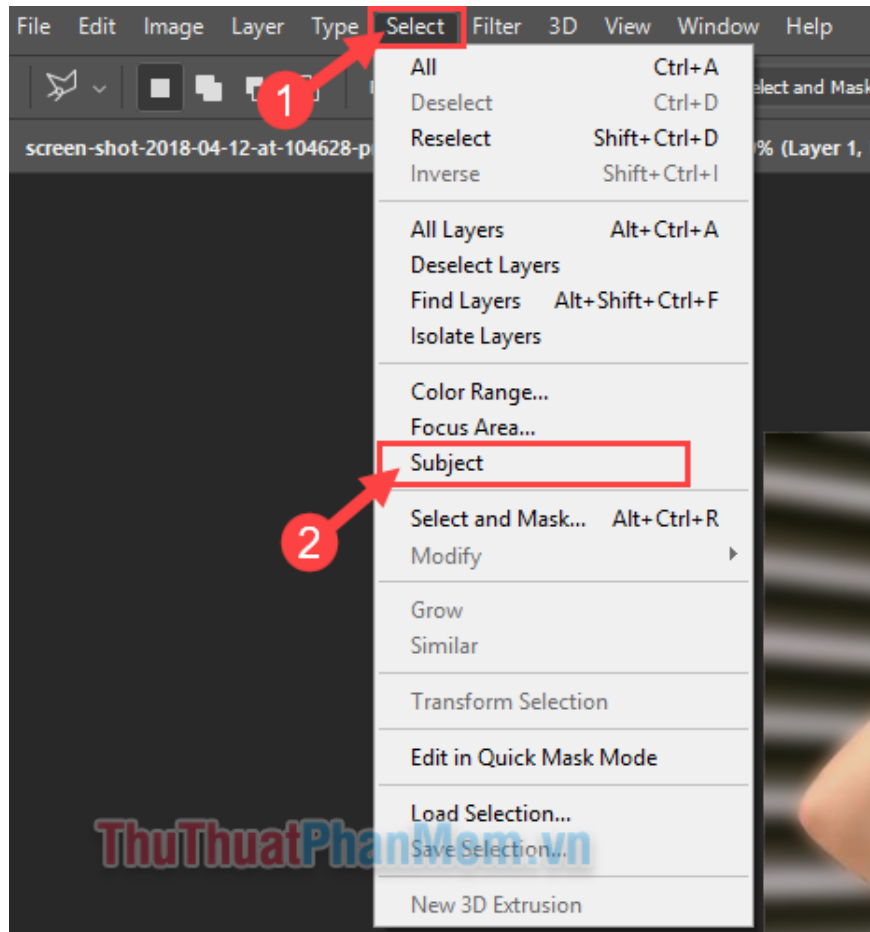 File Edit Image Layer Type Select Filter 3D View Window Help
1
elect and Mask
screen-shot-2018-04-12-at-104628-p % (Layer 1,
All Ctrl+A
Deselect Ctrl+D
Reselect Shift+Ctrl+D
Inverse Shift+Ctrl+I
All Layers Alt+Ctrl+A
Deselect Layers
Find Layers Alt+Shift+Ctrl+F
Isolate Layers
Color Range...
Focus Area...
Subject
2
Select and Mask... Alt+Ctrl+R
Modify
Grow
Similar
Transform Selection
Edit in Quick Mask Mode
Load Selection...
ThuThuatPhanMem.vn
Save Selection...
New 3D Extrusion